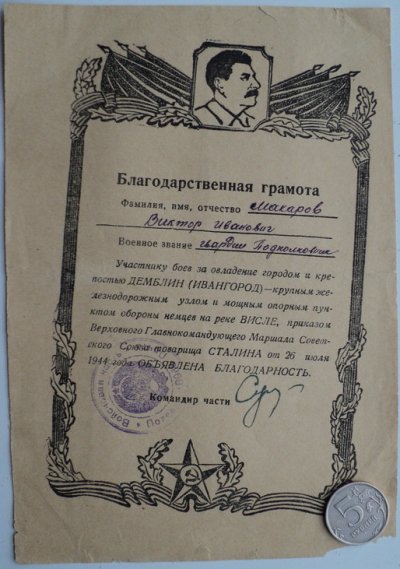 Благодарственная грамота
Фамилия, имя, отчество Макаров
Виктор Иванович
Военное звание гвардии Подполковник
Участнику боев за овладение городом и кре-
постью ДЕМБЛИН (ИВАНГОРОД)—крупным же-
лезнодорожным узлом и мощным опорным пун-
ктом обороны немцев на реке ВИСЛЕ, приказом
Верховного Главнокомандующего Маршала Совет-
ского Союза товарища СТАЛИНА от 26 июля
1944 года ОБЪЯВЛЕНА БЛАГОДАРНОСТЬ.
Командир части
Войсковая
5
РУБЛЕЙ